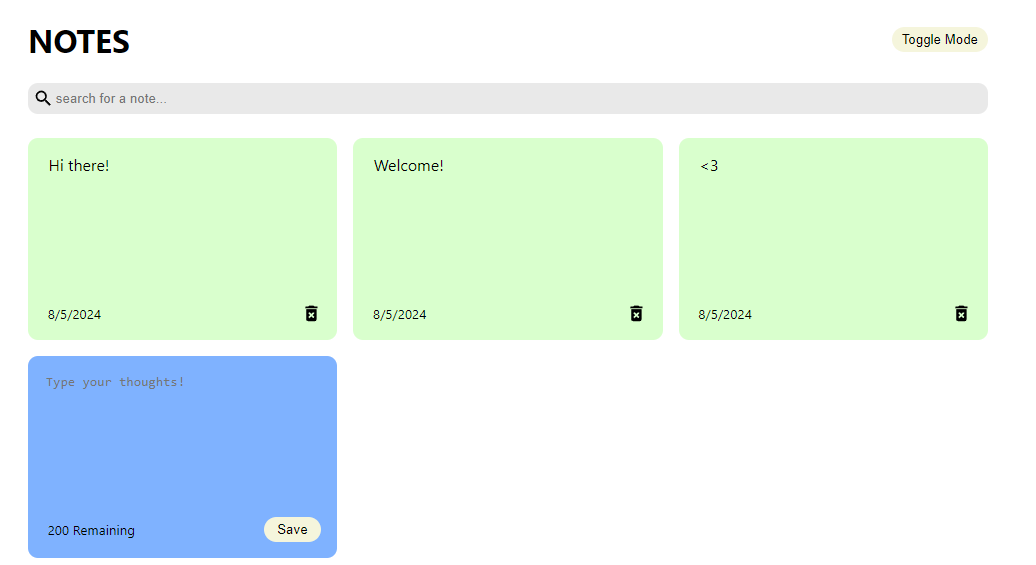 NOTES
Toggle Mode
search for a note...
Hi there!
Welcome!
<3
8/5/2024
8/5/2024
8/5/2024
Type your thoughts!
200 Remaining
Save